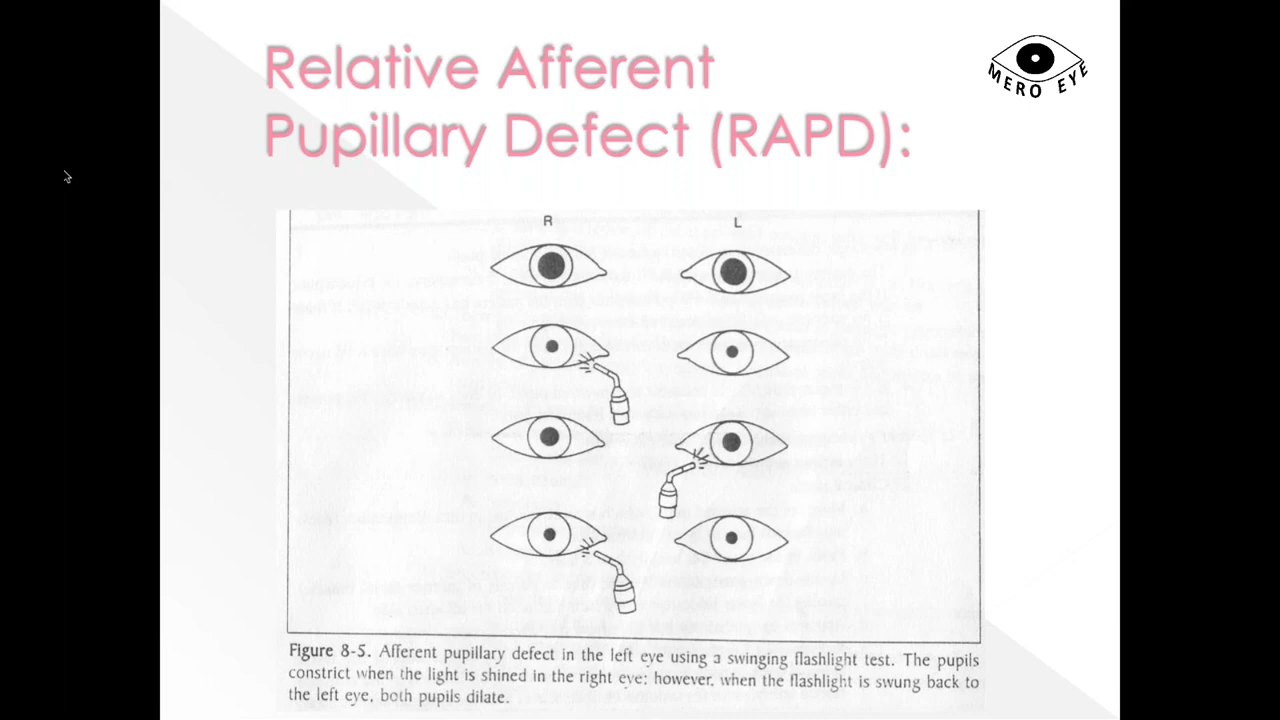 Relative Afferent
Pupillary Defect (RAPD):
MERO EYE
R L
Figure 8-5. Afferent pupillary defect in the left eye using a swinging flashlight test. The pupils
constrict when the light is shined in the right eye; however, when the flashlight is swung back to
the left eye, both pupils dilate.